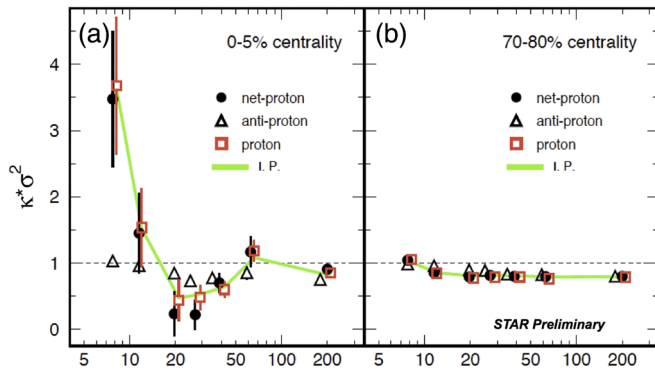 (a) 0-5% centrality
net-proton
anti-proton
proton
I. P.
(b) 70-80% centrality
net-proton
anti-proton
proton
I. P.
STAR Preliminary
κ*σ²
4
3
2
1
0
5 10 20 50 100 200
5 10 20 50 100 200